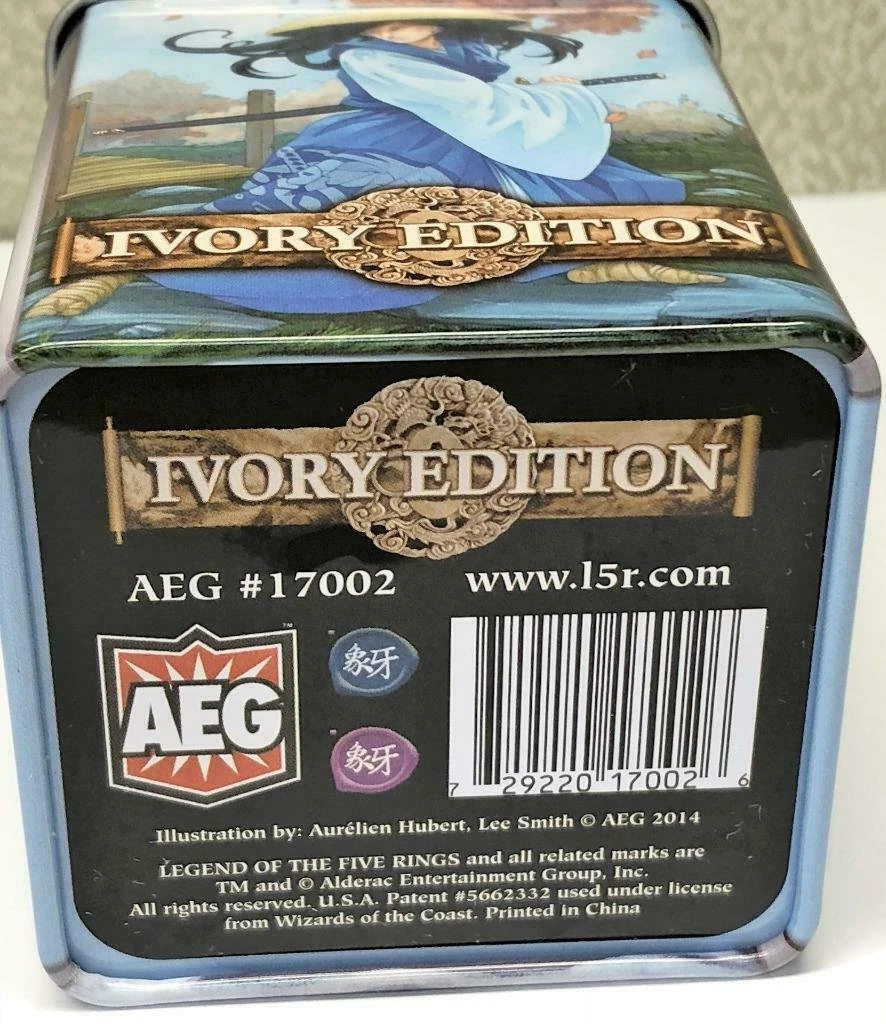 IVORY EDITION
IVORY EDITION
AEG #17002 www.l5r.com
AEG ™
象牙
象牙
7 29220 17002 6
Illustration by: Aurélien Hubert, Lee Smith © AEG 2014
LEGEND OF THE FIVE RINGS and all related marks are
TM and © Alderac Entertainment Group, Inc.
All rights reserved. U.S.A. Patent #5662332 used under license
from Wizards of the Coast. Printed in China